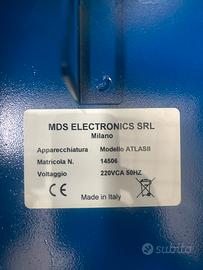 MDS ELECTRONICS SRL
Milano
Apparecchiatura Modello ATLASII
Matricola N. 14506
Voltaggio 220VCA 50HZ
CE
Made in Italy
subito